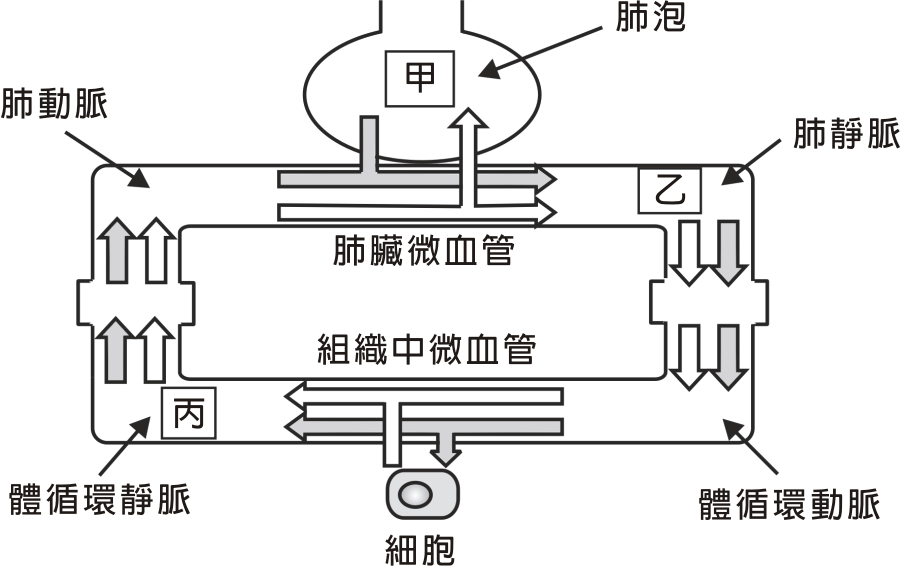 肺泡
甲
肺動脈
肺靜脈
乙
肺臟微血管
組織中微血管
丙
體循環靜脈
體循環動脈
細胞